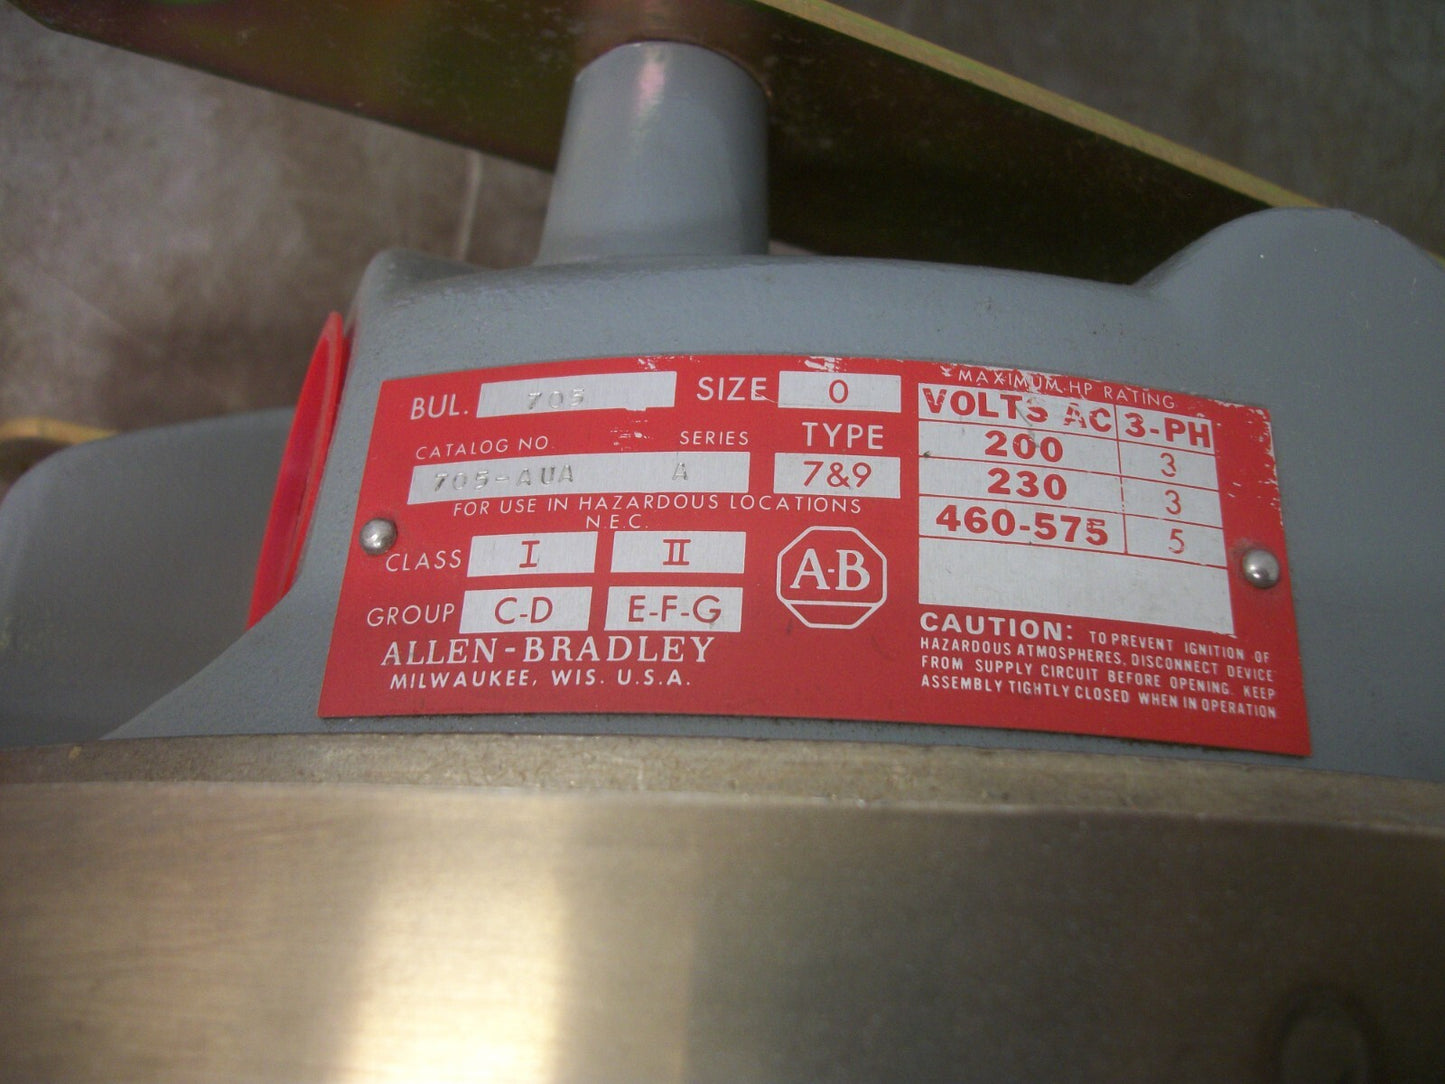 BUL. 705 SIZE 0
CATALOG NO. SERIES TYPE
705-AUA A 7&9
FOR USE IN HAZARDOUS LOCATIONS
N.E.C.
CLASS I II
GROUP C-D E-F-G
ALLEN-BRADLEY
MILWAUKEE, WIS. U.S.A.
A-B
MAXIMUM HP RATING
VOLTS AC 3-PH
200 3
230 3
460-575 5
CAUTION: TO PREVENT IGNITION OF
HAZARDOUS ATMOSPHERES, DISCONNECT DEVICE
FROM SUPPLY CIRCUIT BEFORE OPENING. KEEP
ASSEMBLY TIGHTLY CLOSED WHEN IN OPERATION